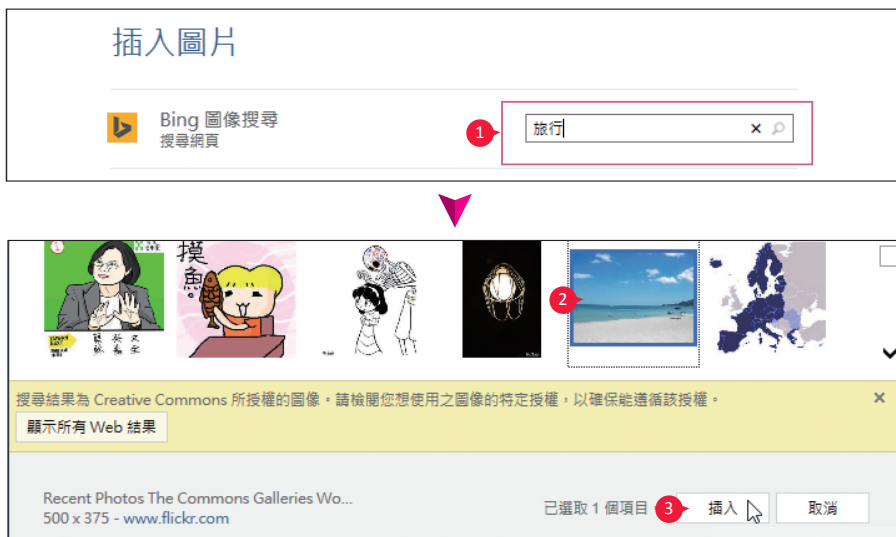 插入圖片
Bing 圖像搜尋
搜尋網頁
1
旅行
摸魚。
2
搜尋結果為 Creative Commons 所授權的圖像。請檢閱您想使用之圖像的特定授權，以確保能遵循該授權。
顯示所有 Web 結果
Recent Photos The Commons Galleries Wo...
500 x 375 - www.flickr.com
已選取 1 個項目
3
插入
取消